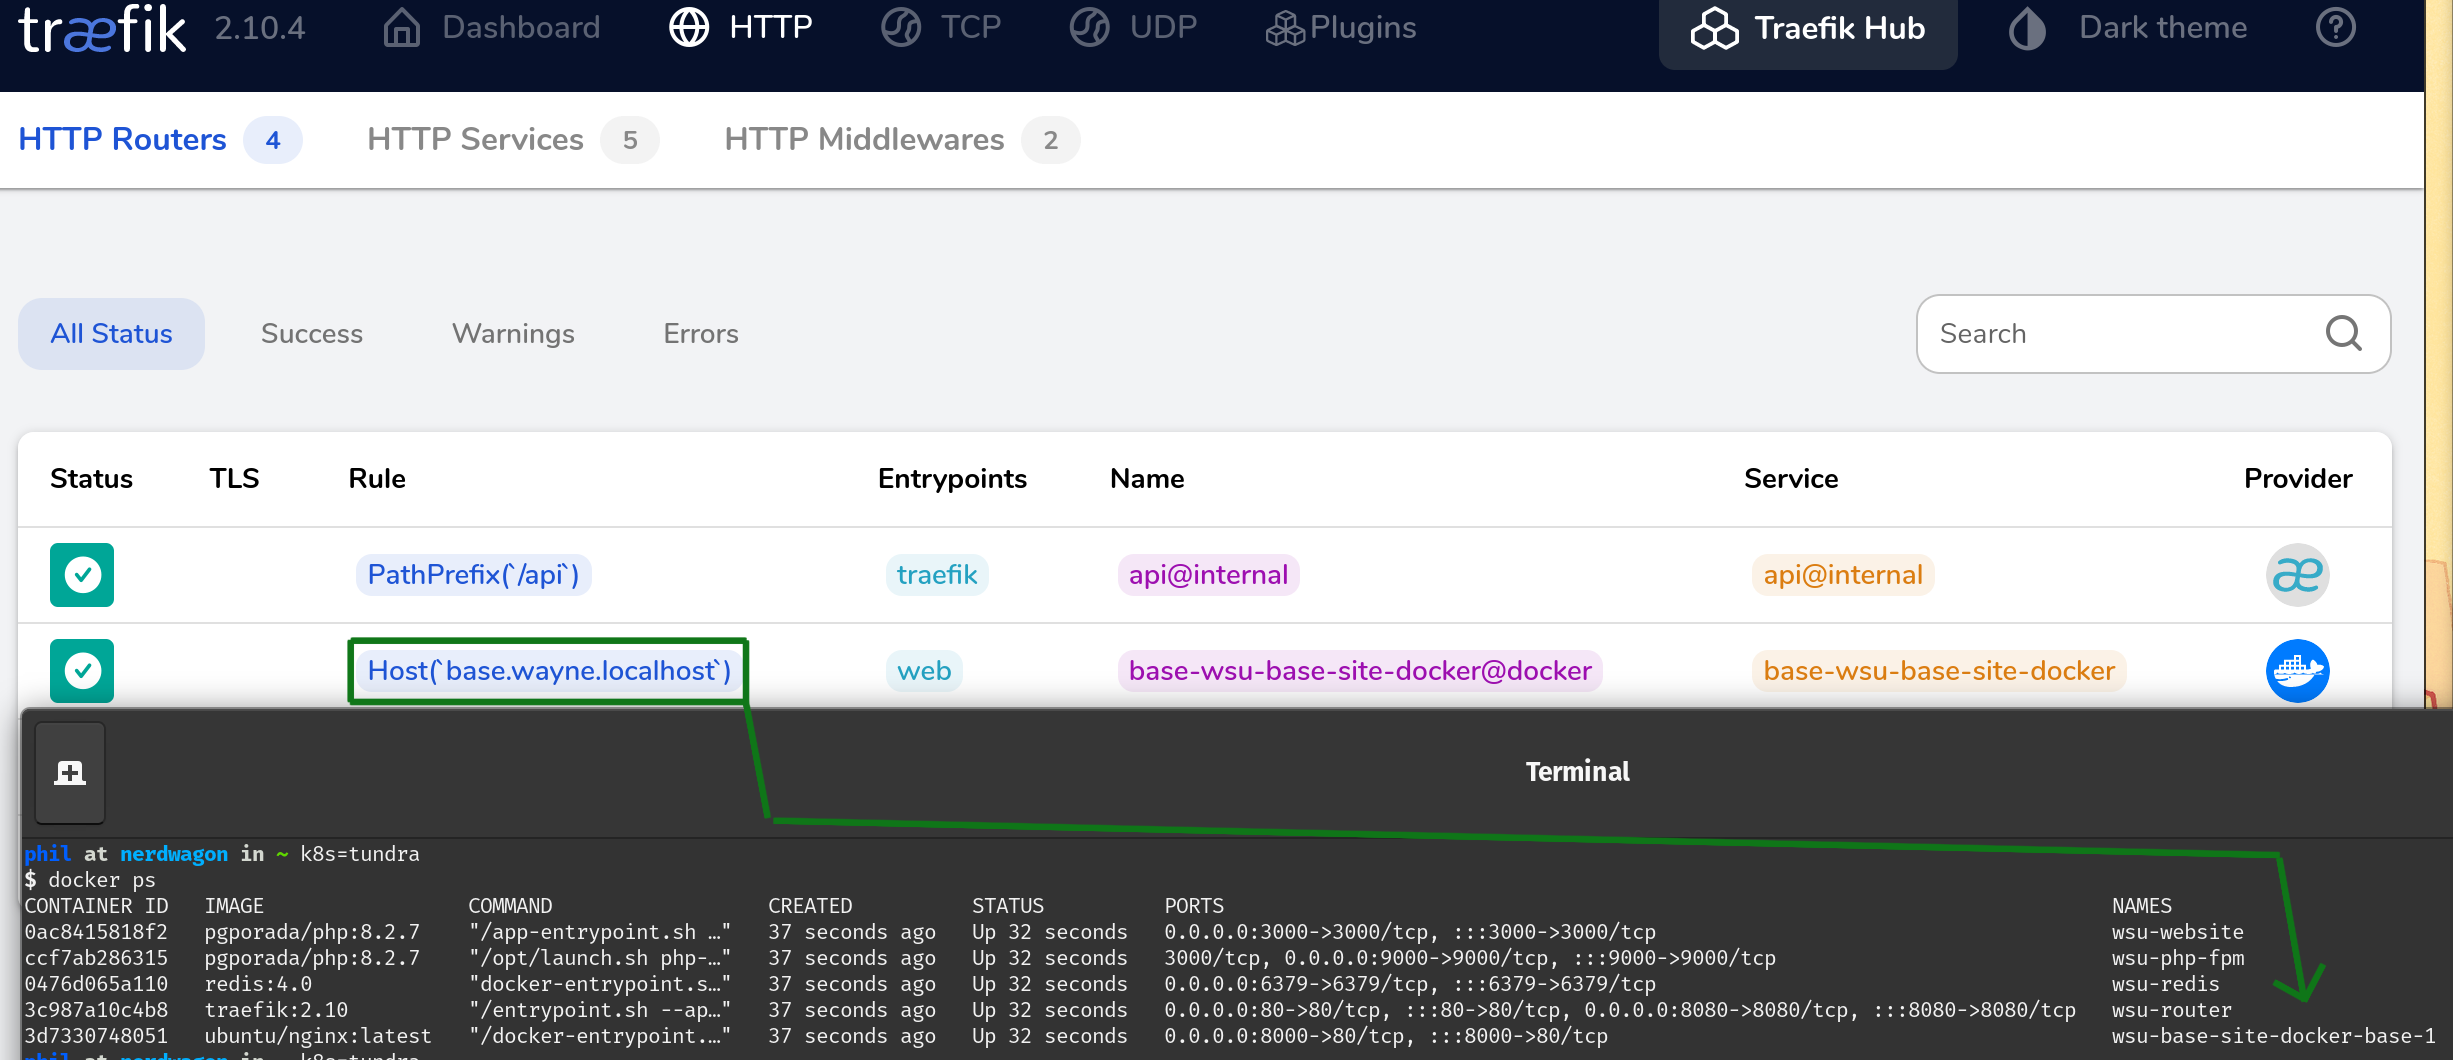 træfik 2.10.4 Dashboard HTTP TCP UDP Plugins Traefik Hub Dark theme
HTTP Routers 4 HTTP Services 5 HTTP Middlewares 2
All Status Success Warnings Errors Search
Status TLS Rule Entrypoints Name Service Provider
PathPrefix(`/api`) traefik api@internal api@internal æ
Host(`base.wayne.localhost`) web base-wsu-base-site-docker@docker base-wsu-base-site-docker
Terminal
phil at nerdwagon in ~ k8s=tundra
$ docker ps
CONTAINER ID IMAGE COMMAND CREATED STATUS PORTS NAMES
0ac8415818f2 pgporada/php:8.2.7 "/app-entrypoint.sh …" 37 seconds ago Up 32 seconds 0.0.0.0:3000->3000/tcp, :::3000->3000/tcp wsu-website
ccf7ab286315 pgporada/php:8.2.7 "/opt/launch.sh php-…" 37 seconds ago Up 32 seconds 3000/tcp, 0.0.0.0:9000->9000/tcp, :::9000->9000/tcp wsu-php-fpm
0476d065a110 redis:4.0 "docker-entrypoint.s…" 37 seconds ago Up 32 seconds 0.0.0.0:6379->6379/tcp, :::6379->6379/tcp wsu-redis
3c987a10c4b8 traefik:2.10 "/entrypoint.sh --ap…" 37 seconds ago Up 32 seconds 0.0.0.0:80->80/tcp, :::80->80/tcp, 0.0.0.0:8080->8080/tcp, :::8080->8080/tcp wsu-router
3d7330748051 ubuntu/nginx:latest "/docker-entrypoint.…" 37 seconds ago Up 32 seconds 0.0.0.0:8000->80/tcp, :::8000->80/tcp wsu-base-site-docker-base-1
phil at nerdwagon in ~ k8s=tundra